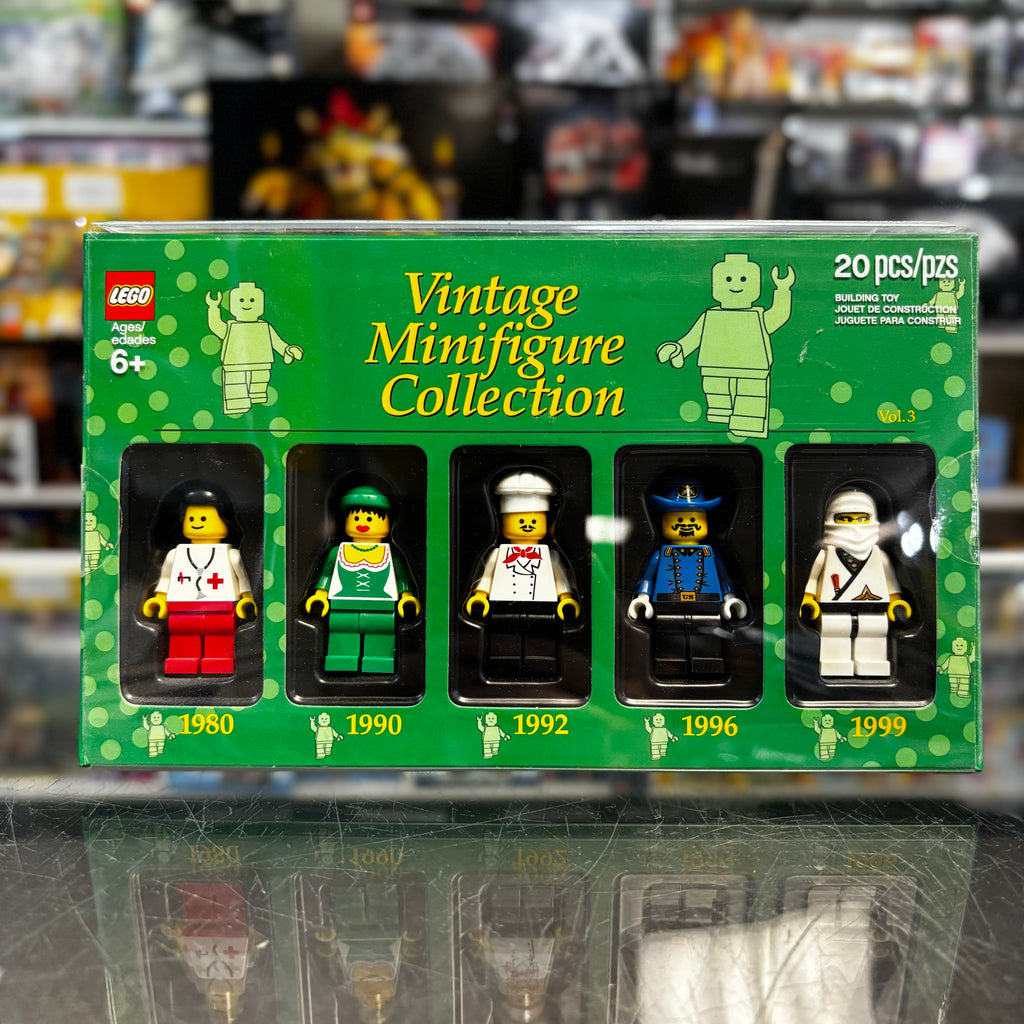 LEGO
Ages/
edades
6+
Vintage
Minifigure
Collection
20 pcs/pzs
BUILDING TOY
JOUET DE CONSTRUCTION
JUGUETE PARA CONSTRUIR
Vol.3
US
1980
1990
1992
1996
1999